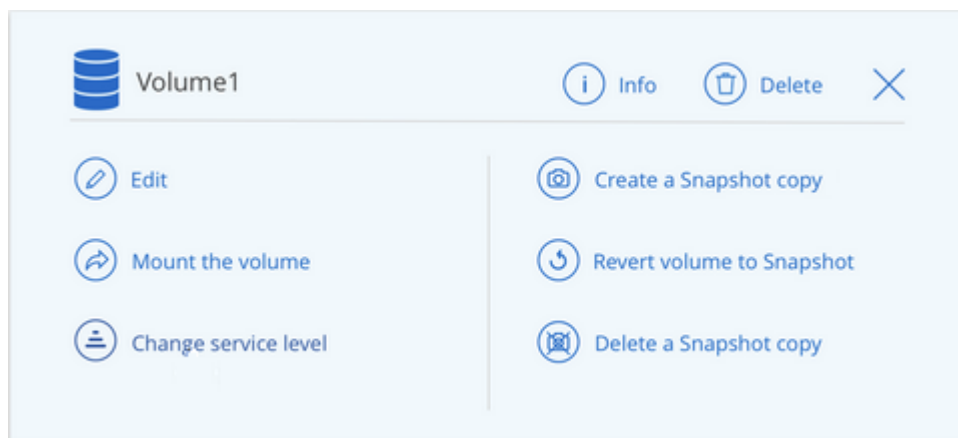 Volume1
Info
Delete
Edit
Mount the volume
Change service level
Create a Snapshot copy
Revert volume to Snapshot
Delete a Snapshot copy